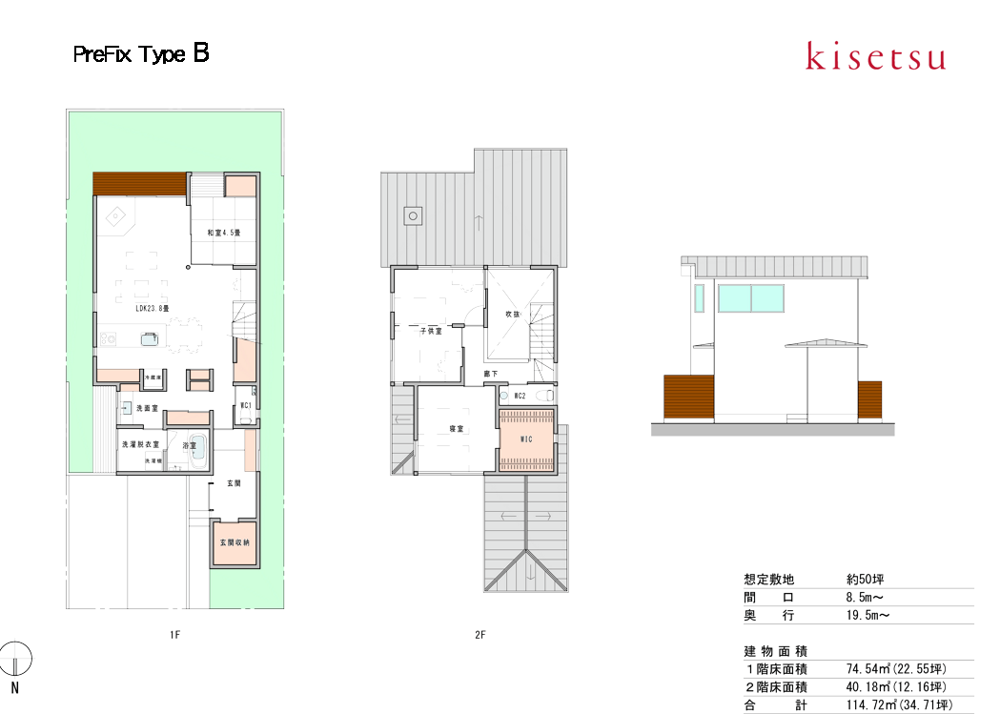 PreFix Type B
kisetsu
和室4.5畳
LDK23.8畳
冷蔵庫
洗面室
WC1
洗濯脱衣室
浴室
洗濯機
玄関
玄関収納
1F
吹抜
子供室
廊下
WC2
寝室
WIC
2F
N
想定敷地 約50坪
間口 8.5m～
奥行 19.5m～
建物面積
1階床面積 74.54㎡(22.55坪)
2階床面積 40.18㎡(12.16坪)
合計 114.72㎡(34.71坪)